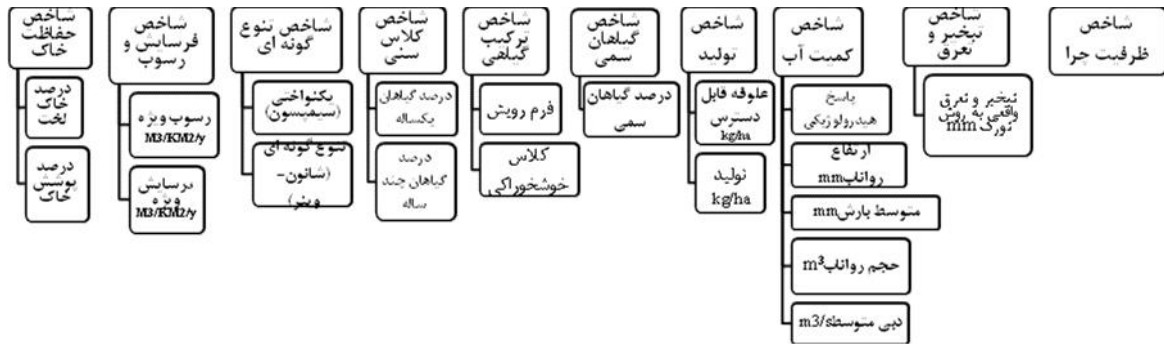 شاخص
ظرفیت چرا
شاخص
تبخیر و
تعرق
تبخیر و تعرق
واقعی به روش
تورک mm
شاخص
کمیت آب
پاسخ
هیدرولوژیکی
ارتفاع
رواناب mm
متوسط بارش mm
حجم رواناب m³
دبی متوسط m3/s
شاخص
تولید
علوفه قابل
دسترس
kg/ha
تولید
kg/ha
شاخص
گیاهان
سمی
درصد گیاهان
سمی
شاخص
ترکیب
گیاهی
فرم رویش
کلاس
خوشخوراکی
شاخص
کلاس
سنی
درصد گیاهان
یکساله
درصد
گیاهان چند
ساله
شاخص تنوع
گونه ای
یکنواختی
(سیمپسون)
تنوع گونه ای
(شانون-
وینر)
شاخص
فرسایش و
رسوب
رسوب ویژه
M3/KM2/y
فرسایش
ویژه
M3/KM2/y
شاخص
حفاظت
خاک
درصد
خاک
لخت
درصد
پوشش
خاک